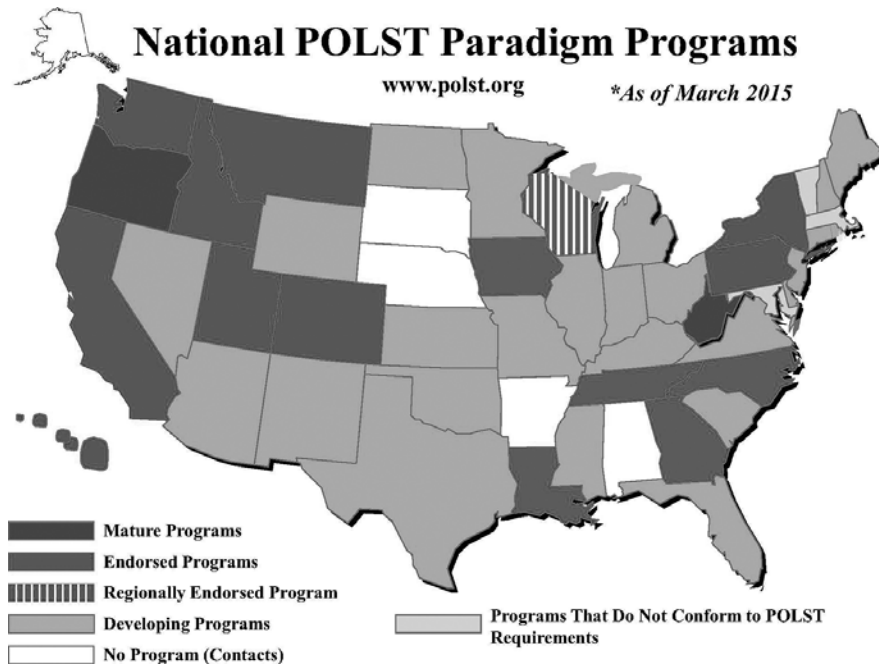 National POLST Paradigm Programs
www.polst.org
*As of March 2015
Mature Programs
Endorsed Programs
Regionally Endorsed Program
Developing Programs
No Program (Contacts)
Programs That Do Not Conform to POLST
Requirements